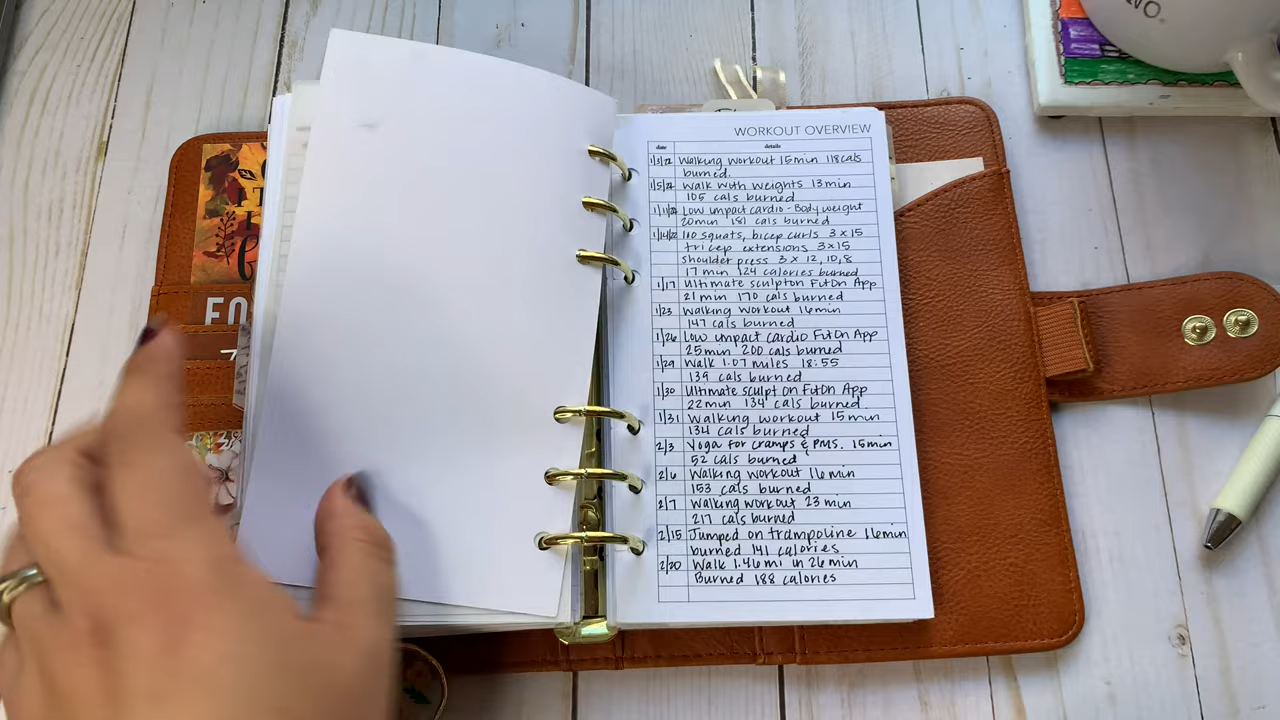 WO.
WORKOUT OVERVIEW
date details
1/3/22 Walking workout 15min 118cals
burned.
1/5/22 Walk with weights 13min
105 cals burned
1/11/22 Low impact cardio - Body weight
20min 181 cals burned
1/14/22 100 squats, bicep curls 3x15
tricep extensions 3x15
shoulder press 3x 12, 10, 8
17 min 124 calories burned
1/17 Ultimate sculpton FitOn App
21 min 170 cals burned
1/23 Walking Workout 16min
147 cals burned
1/26 Low impact cardio FitOn App
25min 200 cals burned
1/29 Walk 1.07 miles 18:55
139 cals burned
1/30 Ultimate sculpt on FitOn App
22 min 134 cals burned
1/31 Walking workout 15min
134 cals burned
2/3 Yoga for cramps & PMS. 15min
52 cals burned
2/6 Walking workout 16min
153 cals burned
2/7 Walking workout 23 min
217 cals burned
2/15 Jumped on trampoline 16min
burned 141 calories
2/20 Walk 1.46mi in 26min
Burned 188 calories